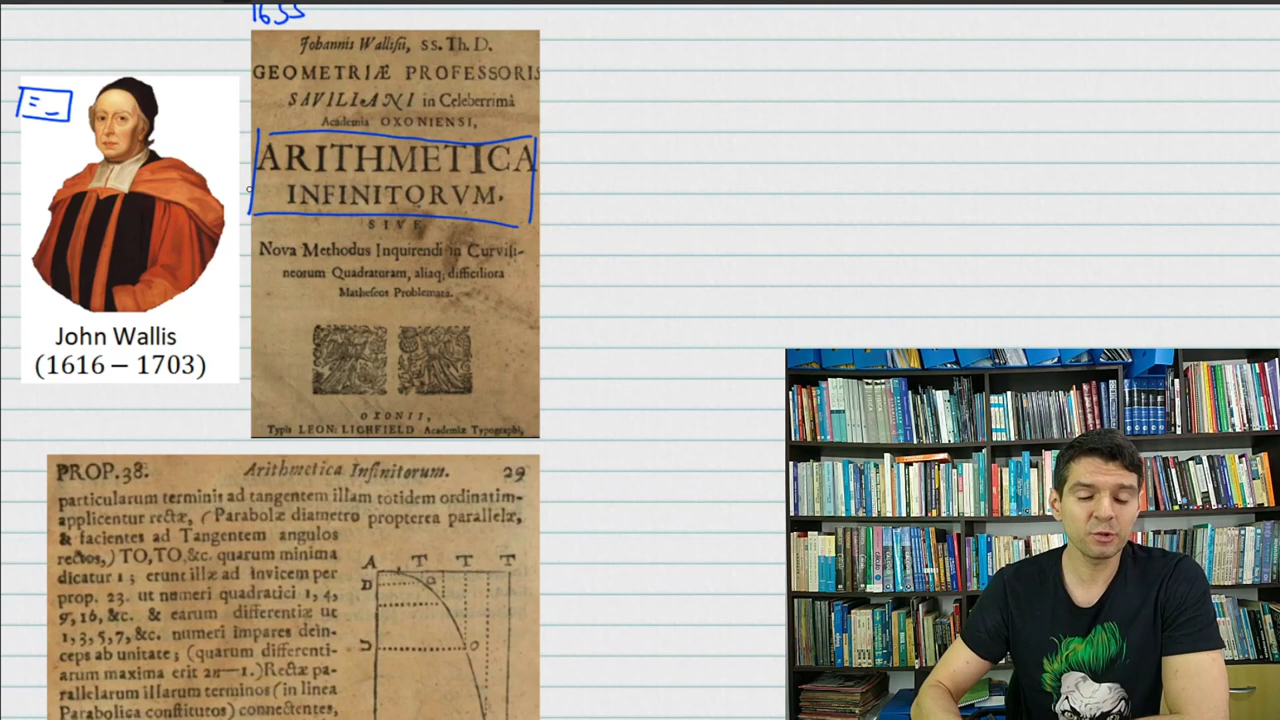 1655
Johannis Wallisii, SS. Th. D.
GEOMETRIÆ PROFESSORIS
SAVILIANI in Celeberrimâ
Academia OXONIENSI,
ARITHMETICA
INFINITORVM,
SIVE
Nova Methodus Inquirendi in Curvili-
neorum Quadraturam, aliaq; difficiliora
Matheseos Problemata.
OXONII,
Typis LEON: LICHFIELD Academiæ Typographi,
John Wallis
(1616 – 1703)
PROP.38. Arithmetica Infinitorum. 29
particularum terminis ad tangentem illam totidem ordinatim-
applicentur rectæ, (Parabolæ diametro propterea parallelæ,
& facientes ad Tangentem angulos
rectos,) TO, TO, &c. quarum minima
dicatur 1; erunt illæ ad invicem per
prop. 23. ut numeri quadratici 1, 4,
9, 16, &c. & earum differentiæ ut
1, 3, 5, 7, &c. numeri impares dein-
ceps ab unitate; (quarum differenti-
arum maxima erit 2n—1.) Rectæ pa-
rallelarum illarum terminos (in linea
Parabolica constitutos) connectentes,
A T T T
D
O